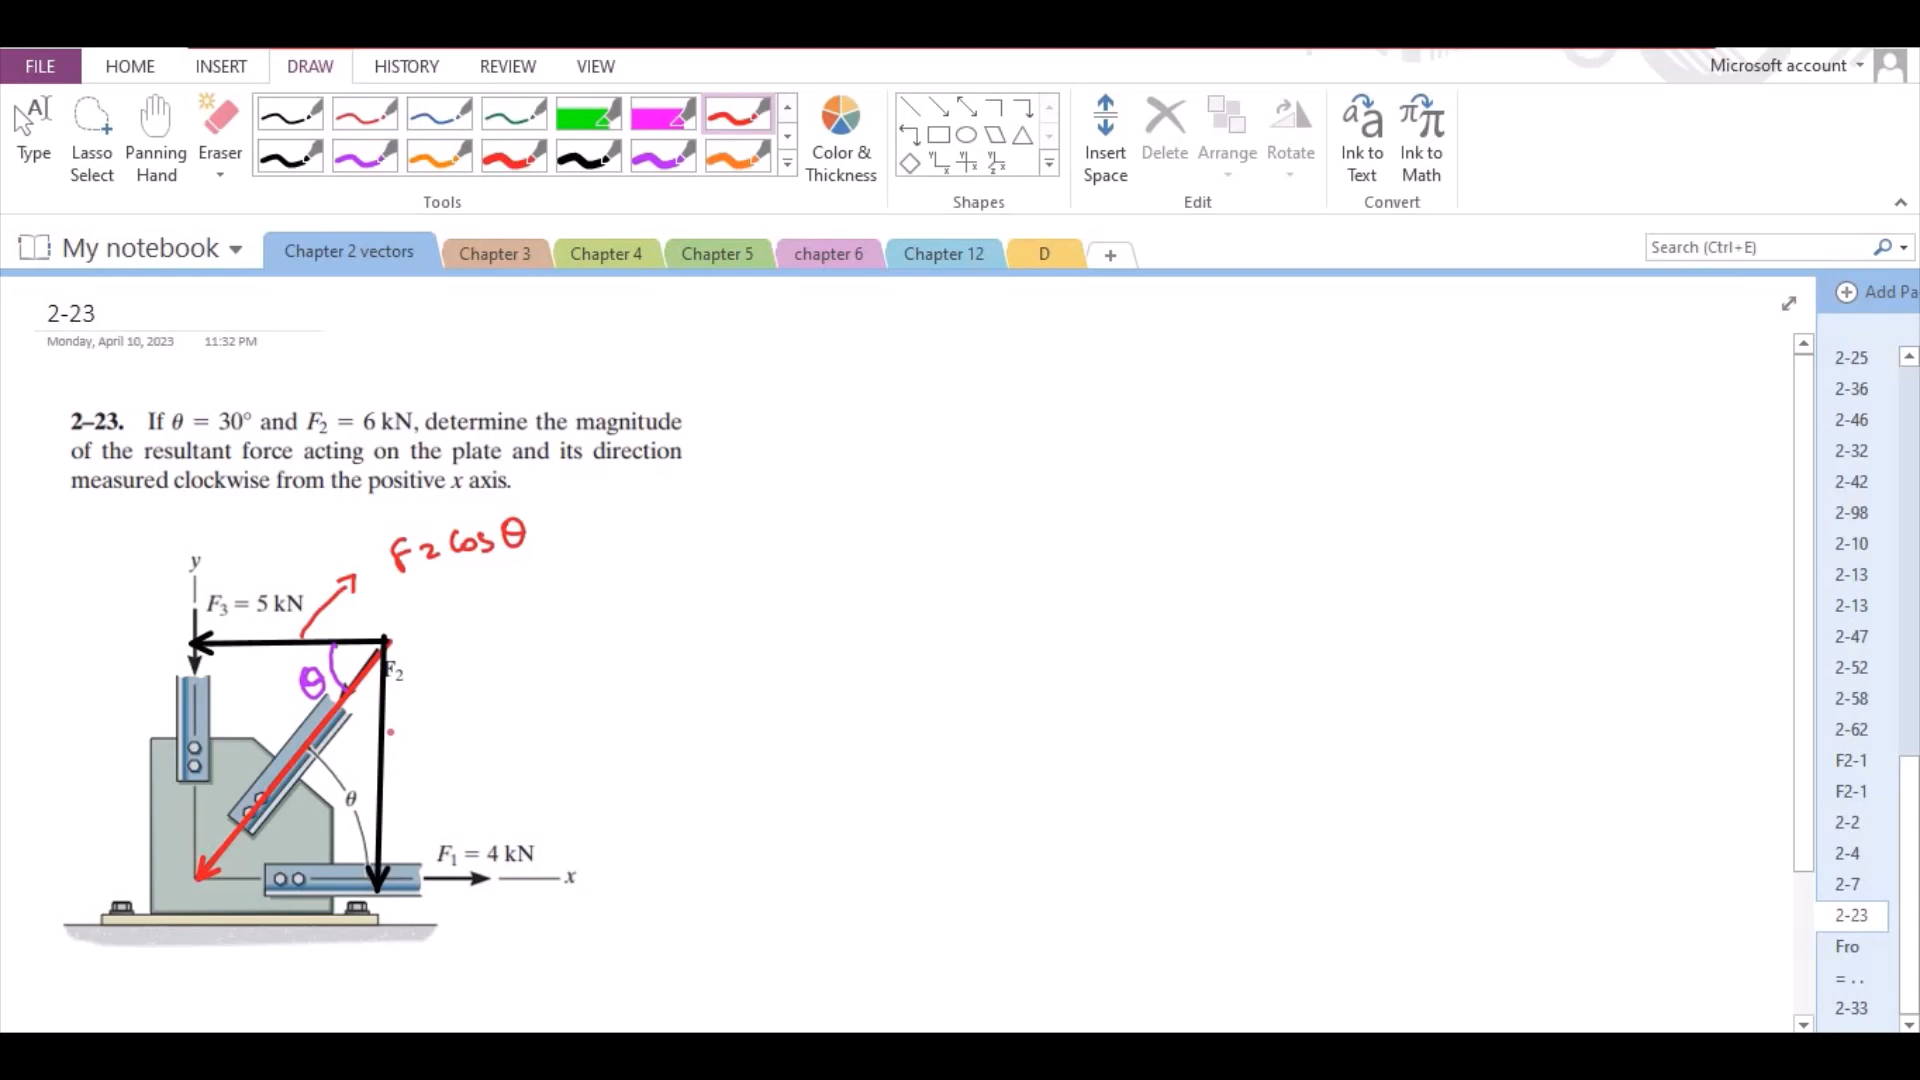 FILE HOME INSERT DRAW HISTORY REVIEW VIEW Microsoft account
Type Lasso Select Panning Hand Eraser Color & Thickness Insert Space Delete Arrange Rotate Ink to Text Ink to Math
Tools Shapes Edit Convert
My notebook Chapter 2 vectors Chapter 3 Chapter 4 Chapter 5 chapter 6 Chapter 12 D + Search (Ctrl+E)
Add Pa
2-23
Monday, April 10, 2023 11:32 PM
2–23. If θ = 30° and F₂ = 6 kN, determine the magnitude
of the resultant force acting on the plate and its direction
measured clockwise from the positive x axis.
F2 cos θ
y
F₃ = 5 kN
θ
F₂
θ
F₁ = 4 kN
x
2-25
2-36
2-46
2-32
2-42
2-98
2-10
2-13
2-13
2-47
2-52
2-58
2-62
F2-1
F2-1
2-2
2-4
2-7
2-23
Fro
= . .
2-33